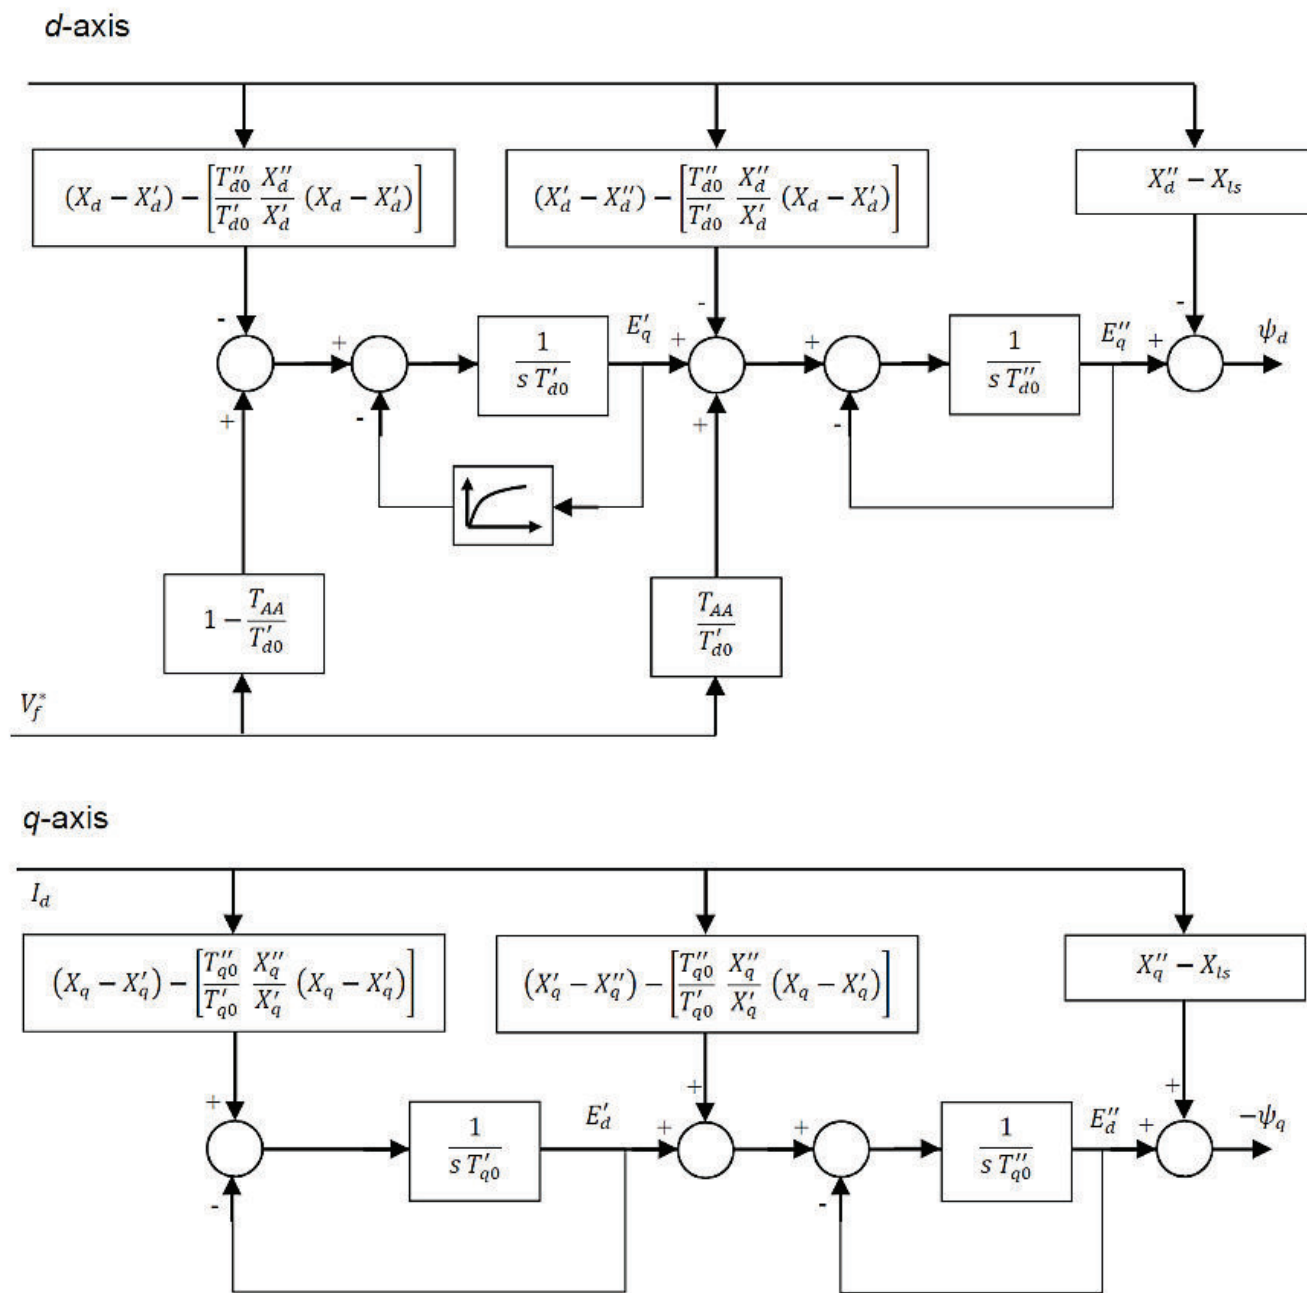 d-axis
(X_d − X′_d) − [T″_d0/T′_d0 X″_d/X′_d (X_d − X′_d)]
(X′_d − X″_d) − [T″_d0/T′_d0 X″_d/X′_d (X_d − X′_d)]
X″_d − X_ls
- - -
+ + 1/(s T′_d0) E′_q + + 1/(s T″_d0) E″_q + ψ_d
+ - + -
1 − T_AA/T′_d0
T_AA/T′_d0
V*_f
q-axis
I_d
(X_q − X′_q) − [T″_q0/T′_q0 X″_q/X′_q (X_q − X′_q)]
(X′_q − X″_q) − [T″_q0/T′_q0 X″_q/X′_q (X_q − X′_q)]
X″_q − X_ls
+ + +
1/(s T′_q0) E′_d + + 1/(s T″_q0) E″_d + −ψ_q
- -